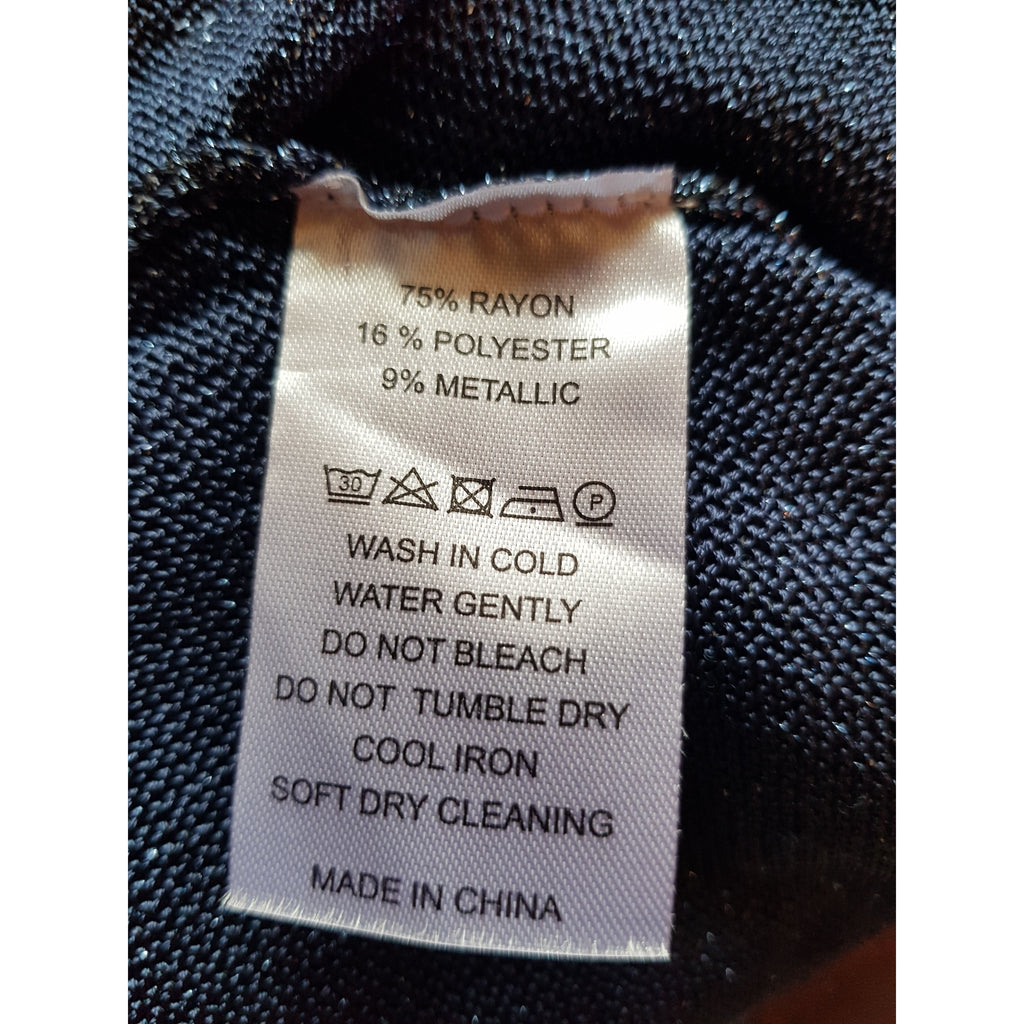 75% RAYON
16 % POLYESTER
9% METALLIC
30 P
WASH IN COLD
WATER GENTLY
DO NOT BLEACH
DO NOT TUMBLE DRY
COOL IRON
SOFT DRY CLEANING
MADE IN CHINA